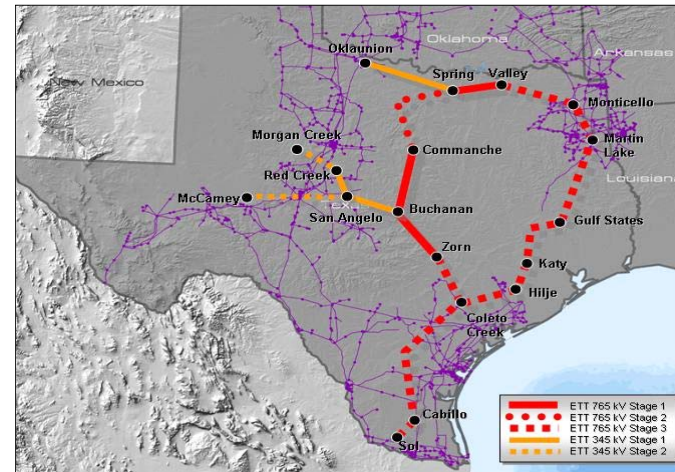 Oklahoma
Arkansas
New Mexico
Oklaunion
Spring
Valley
Monticello
Martin
Lake
Louisiana
Morgan Creek
Commanche
Red Creek
McCamey
San Angelo
Buchanan
Gulf States
Zorn
Katy
Hilje
Coleto
Creek
Cabillo
Sol
ETT 765 kV Stage 1
ETT 765 kV Stage 2
ETT 765 kV Stage 3
ETT 345 kV Stage 1
ETT 345 kV Stage 2